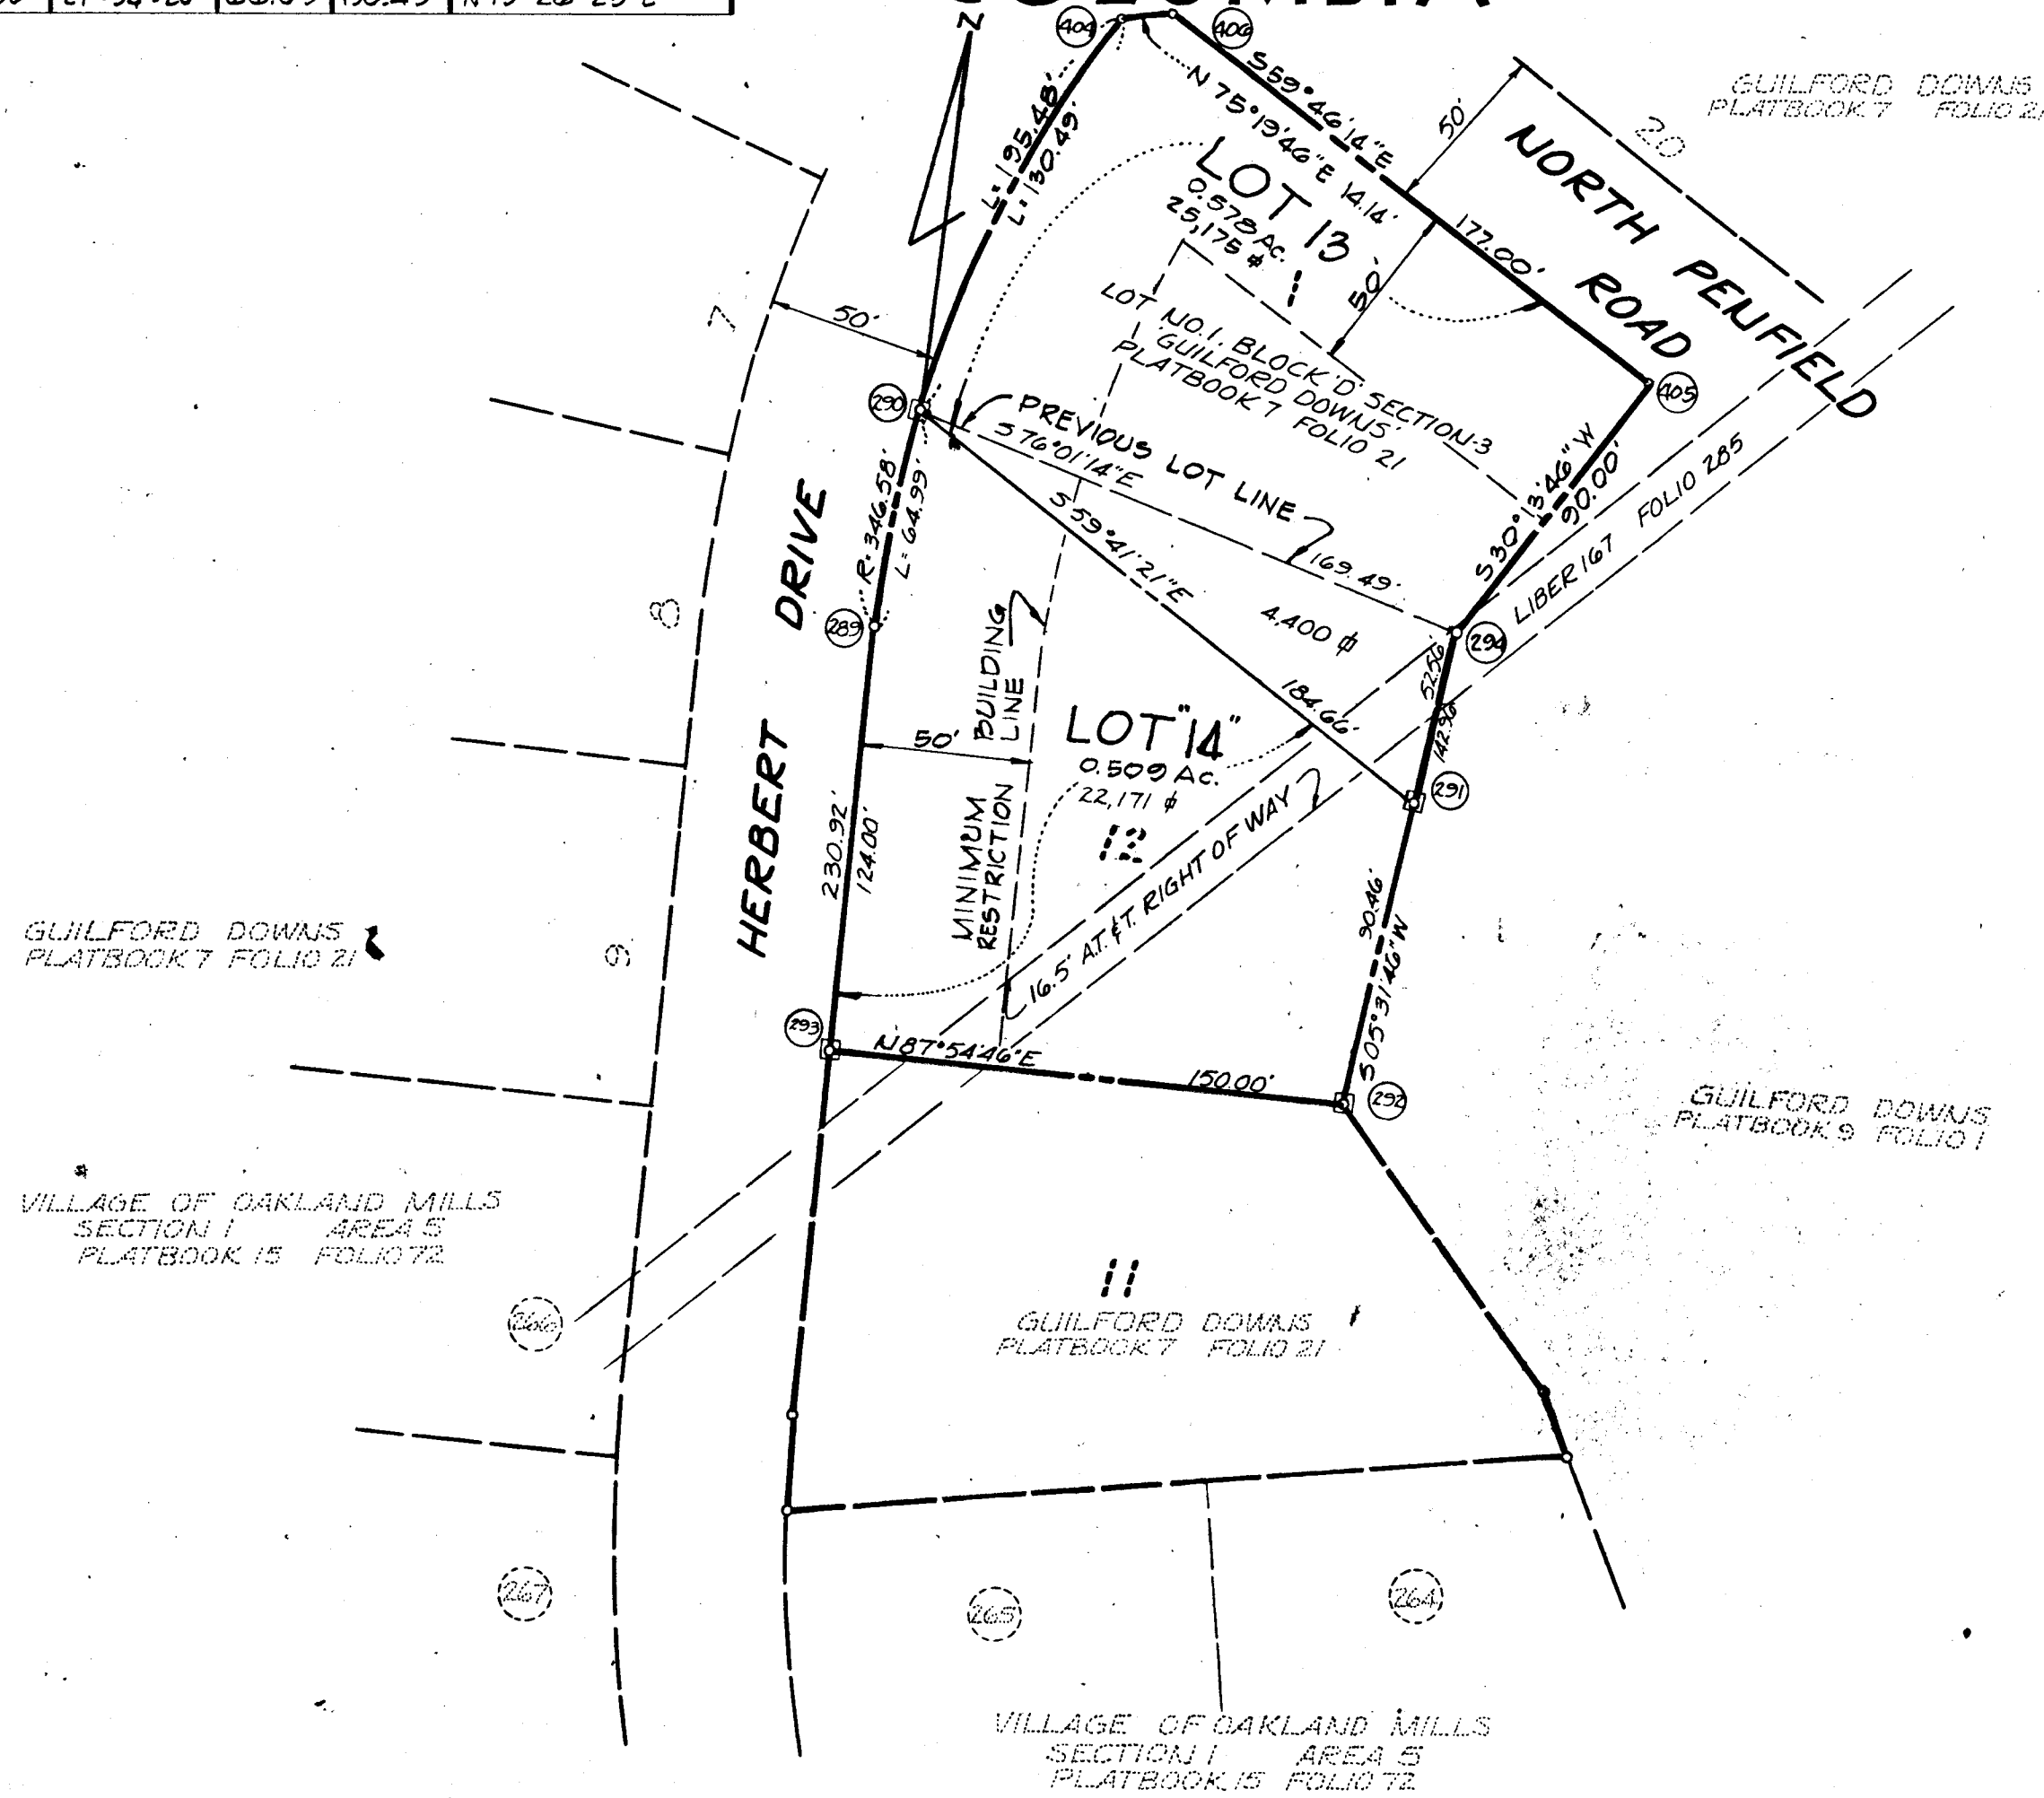 COLUMBIA
N
404
406
S59°46'14"E
N 75°19'46"E 14.14'
177.00'
50'
GUILFORD DOWNS
PLATBOOK 7 FOLIO 21
20
NORTH PENFIELD
ROAD
L=195.48'
L=130.49'
LOT 13
0.578 AC.
25,175 ⏀
1
50'
LOT NO.1, BLOCK 'D' SECTION-3
'GUILFORD DOWNS'
PLATBOOK 7 FOLIO 21
405
7
50'
290
PREVIOUS LOT LINE
S 76°01'14"E
169.49'
S 59°41'21"E
184.66'
4,400 ⏀
S 30°13'46" W
90.00'
LIBER 167 FOLIO 285
R=346.58'
L=64.99'
289
294
8
HERBERT DRIVE
BUILDING
LINE
52.56'
142.96'
LOT "14"
0.509 AC.
22,171 ⏀
12
50'
291
MINIMUM
RESTRICTION
230.92'
124.00'
16.5' A.T. & T. RIGHT OF WAY
90.46'
S 05°31'46" W
GUILFORD DOWNS
PLATBOOK 7 FOLIO 21
9
293
N 87°54'46"E
150.00'
292
GUILFORD DOWNS
PLATBOOK 9 FOLIO 1
VILLAGE OF OAKLAND MILLS
SECTION 1 AREA 5
PLATBOOK 15 FOLIO 72
266
11
GUILFORD DOWNS
PLATBOOK 7 FOLIO 21
267
265
264
VILLAGE OF OAKLAND MILLS
SECTION 1 AREA 5
PLATBOOK 15 FOLIO 72